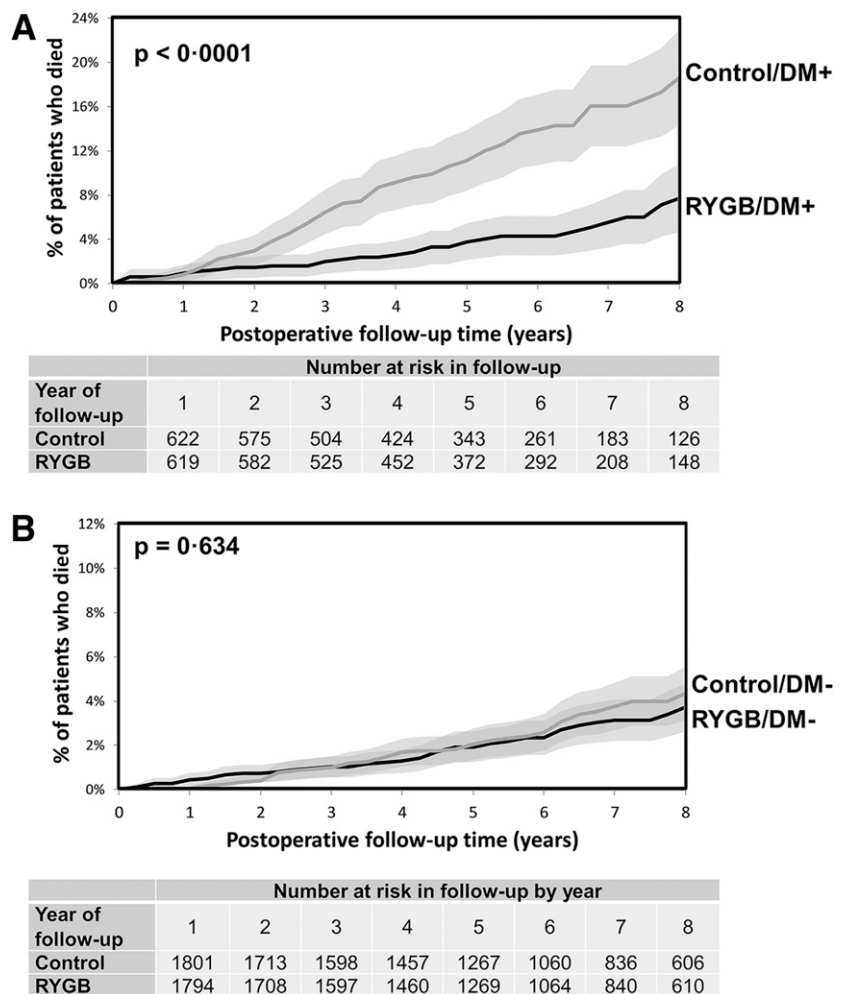 A
p < 0·0001
% of patients who died
24%
20%
16%
12%
8%
4%
0%
Control/DM+
RYGB/DM+
0 1 2 3 4 5 6 7 8
Postoperative follow-up time (years)
Number at risk in follow-up
Year of follow-up 1 2 3 4 5 6 7 8
Control 622 575 504 424 343 261 183 126
RYGB 619 582 525 452 372 292 208 148
B
p = 0·634
% of patients who died
12%
10%
8%
6%
4%
2%
0%
Control/DM-
RYGB/DM-
0 1 2 3 4 5 6 7 8
Postoperative follow-up time (years)
Number at risk in follow-up by year
Year of follow-up 1 2 3 4 5 6 7 8
Control 1801 1713 1598 1457 1267 1060 836 606
RYGB 1794 1708 1597 1460 1269 1064 840 610